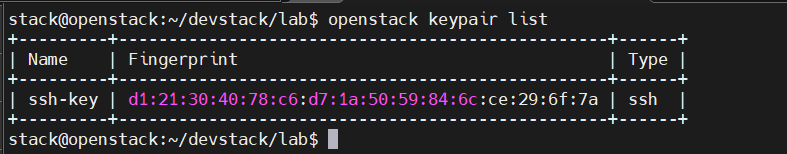 stack@openstack:~/devstack/lab$ openstack keypair list
+---------+-------------------------------------------------+------+
| Name    | Fingerprint                                     | Type |
+---------+-------------------------------------------------+------+
| ssh-key | d1:21:30:40:78:c6:d7:1a:50:59:84:6c:ce:29:6f:7a | ssh  |
+---------+-------------------------------------------------+------+
stack@openstack:~/devstack/lab$